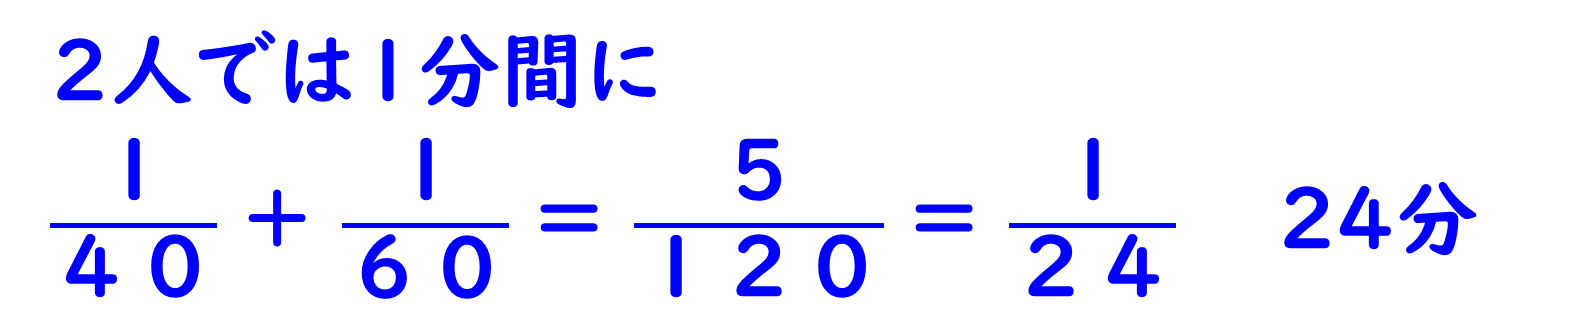 2人では1分間に
1/40 + 1/60 = 5/120 = 1/24 24分